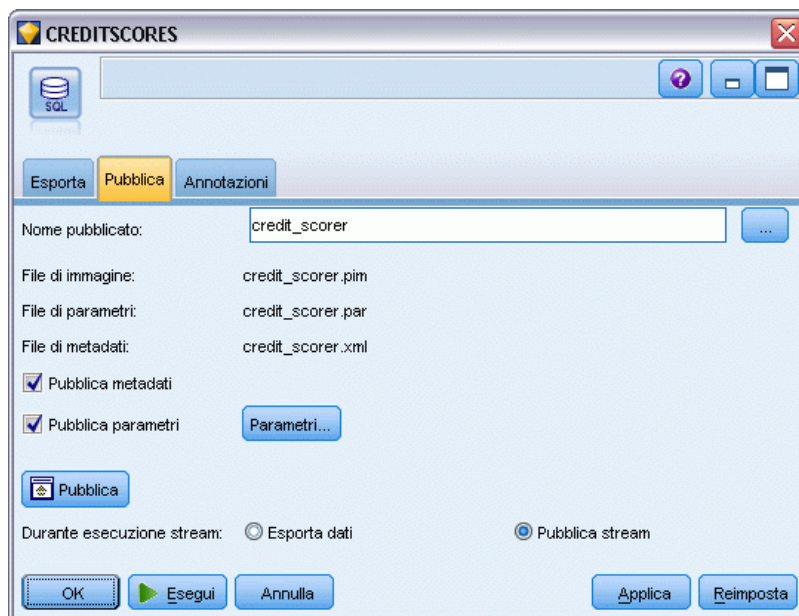 CREDITSCORES
SQL
Esporta Pubblica Annotazioni
Nome pubblicato: credit_scorer ...
File di immagine: credit_scorer.pim
File di parametri: credit_scorer.par
File di metadati: credit_scorer.xml
Pubblica metadati
Pubblica parametri Parametri...
Pubblica
Durante esecuzione stream: Esporta dati Pubblica stream
OK Esegui Annulla Applica Reimposta